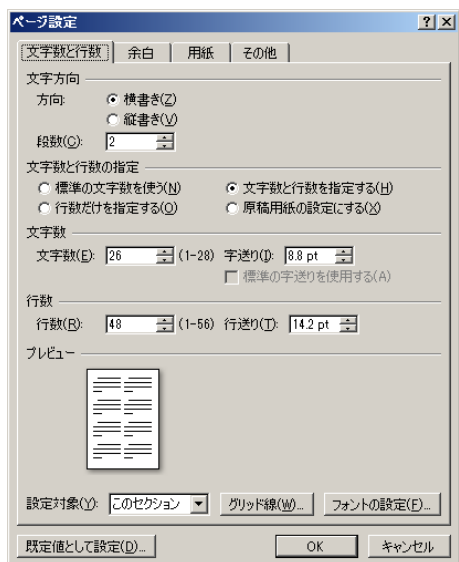 ページ設定
文字数と行数 余白 用紙 その他
文字方向
方向: 横書き(Z)
縦書き(V)
段数(C): 2
文字数と行数の指定
標準の文字数を使う(N) 文字数と行数を指定する(H)
行数だけを指定する(O) 原稿用紙の設定にする(X)
文字数
文字数(E): 26 (1-28) 字送り(I): 8.8 pt
標準の字送りを使用する(A)
行数
行数(R): 48 (1-56) 行送り(T): 14.2 pt
プレビュー
設定対象(Y): このセクション グリッド線(W)... フォントの設定(F)...
既定値として設定(D)... OK キャンセル